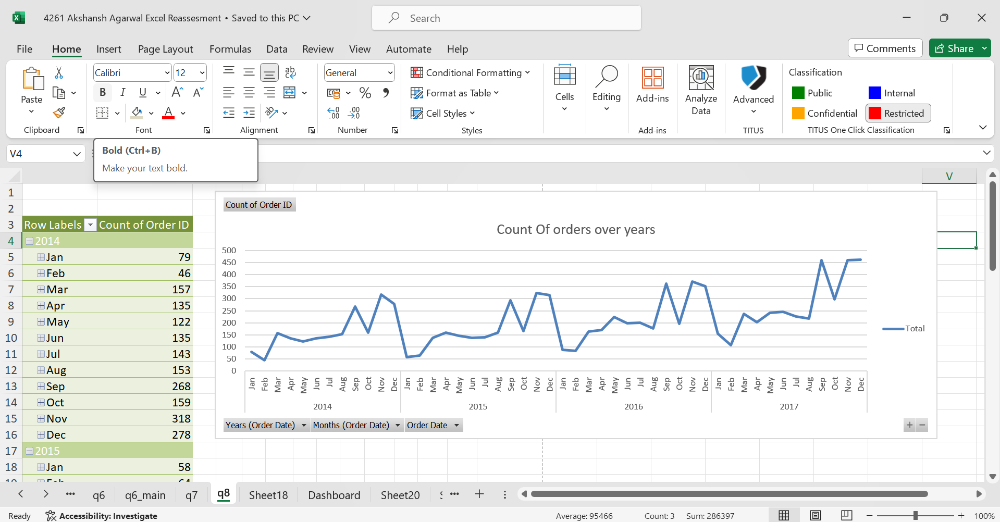 4261 Akshansh Agarwal Excel Reassesment • Saved to this PC
Search
File Home Insert Page Layout Formulas Data Review View Automate Help
Comments Share
Paste
Clipboard
Calibri 12
B I U A A
A
Font
ab
Alignment
General
% 9
.00
Number
Conditional Formatting
Format as Table
Cell Styles
Styles
Cells
Editing
Add-ins
Add-ins
Analyze
Data
Advanced
TITUS
Classification
Public Internal
Confidential Restricted
TITUS One Click Classification
V4
Bold (Ctrl+B)
Make your text bold.
V
1
2
3 Row Labels Count of Order ID
4 2014
5 Jan 79
6 Feb 46
7 Mar 157
8 Apr 135
9 May 122
10 Jun 135
11 Jul 143
12 Aug 153
13 Sep 268
14 Oct 159
15 Nov 318
16 Dec 278
17 2015
18 Jan 58
Count of Order ID
Count Of orders over years
500
450
400
350
300
250
200
150
100
50
0
Total
Jan Feb Mar Apr May Jun Jul Aug Sep Oct Nov Dec Jan Feb Mar Apr May Jun Jul Aug Sep Oct Nov Dec Jan Feb Mar Apr May Jun Jul Aug Sep Oct Nov Dec Jan Feb Mar Apr May Jun Jul Aug Sep Oct Nov Dec
2014 2015 2016 2017
Years (Order Date) Months (Order Date) Order Date
q6 q6_main q7 q8 Sheet18 Dashboard Sheet20
Ready Accessibility: Investigate Average: 95466 Count: 3 Sum: 286397 100%